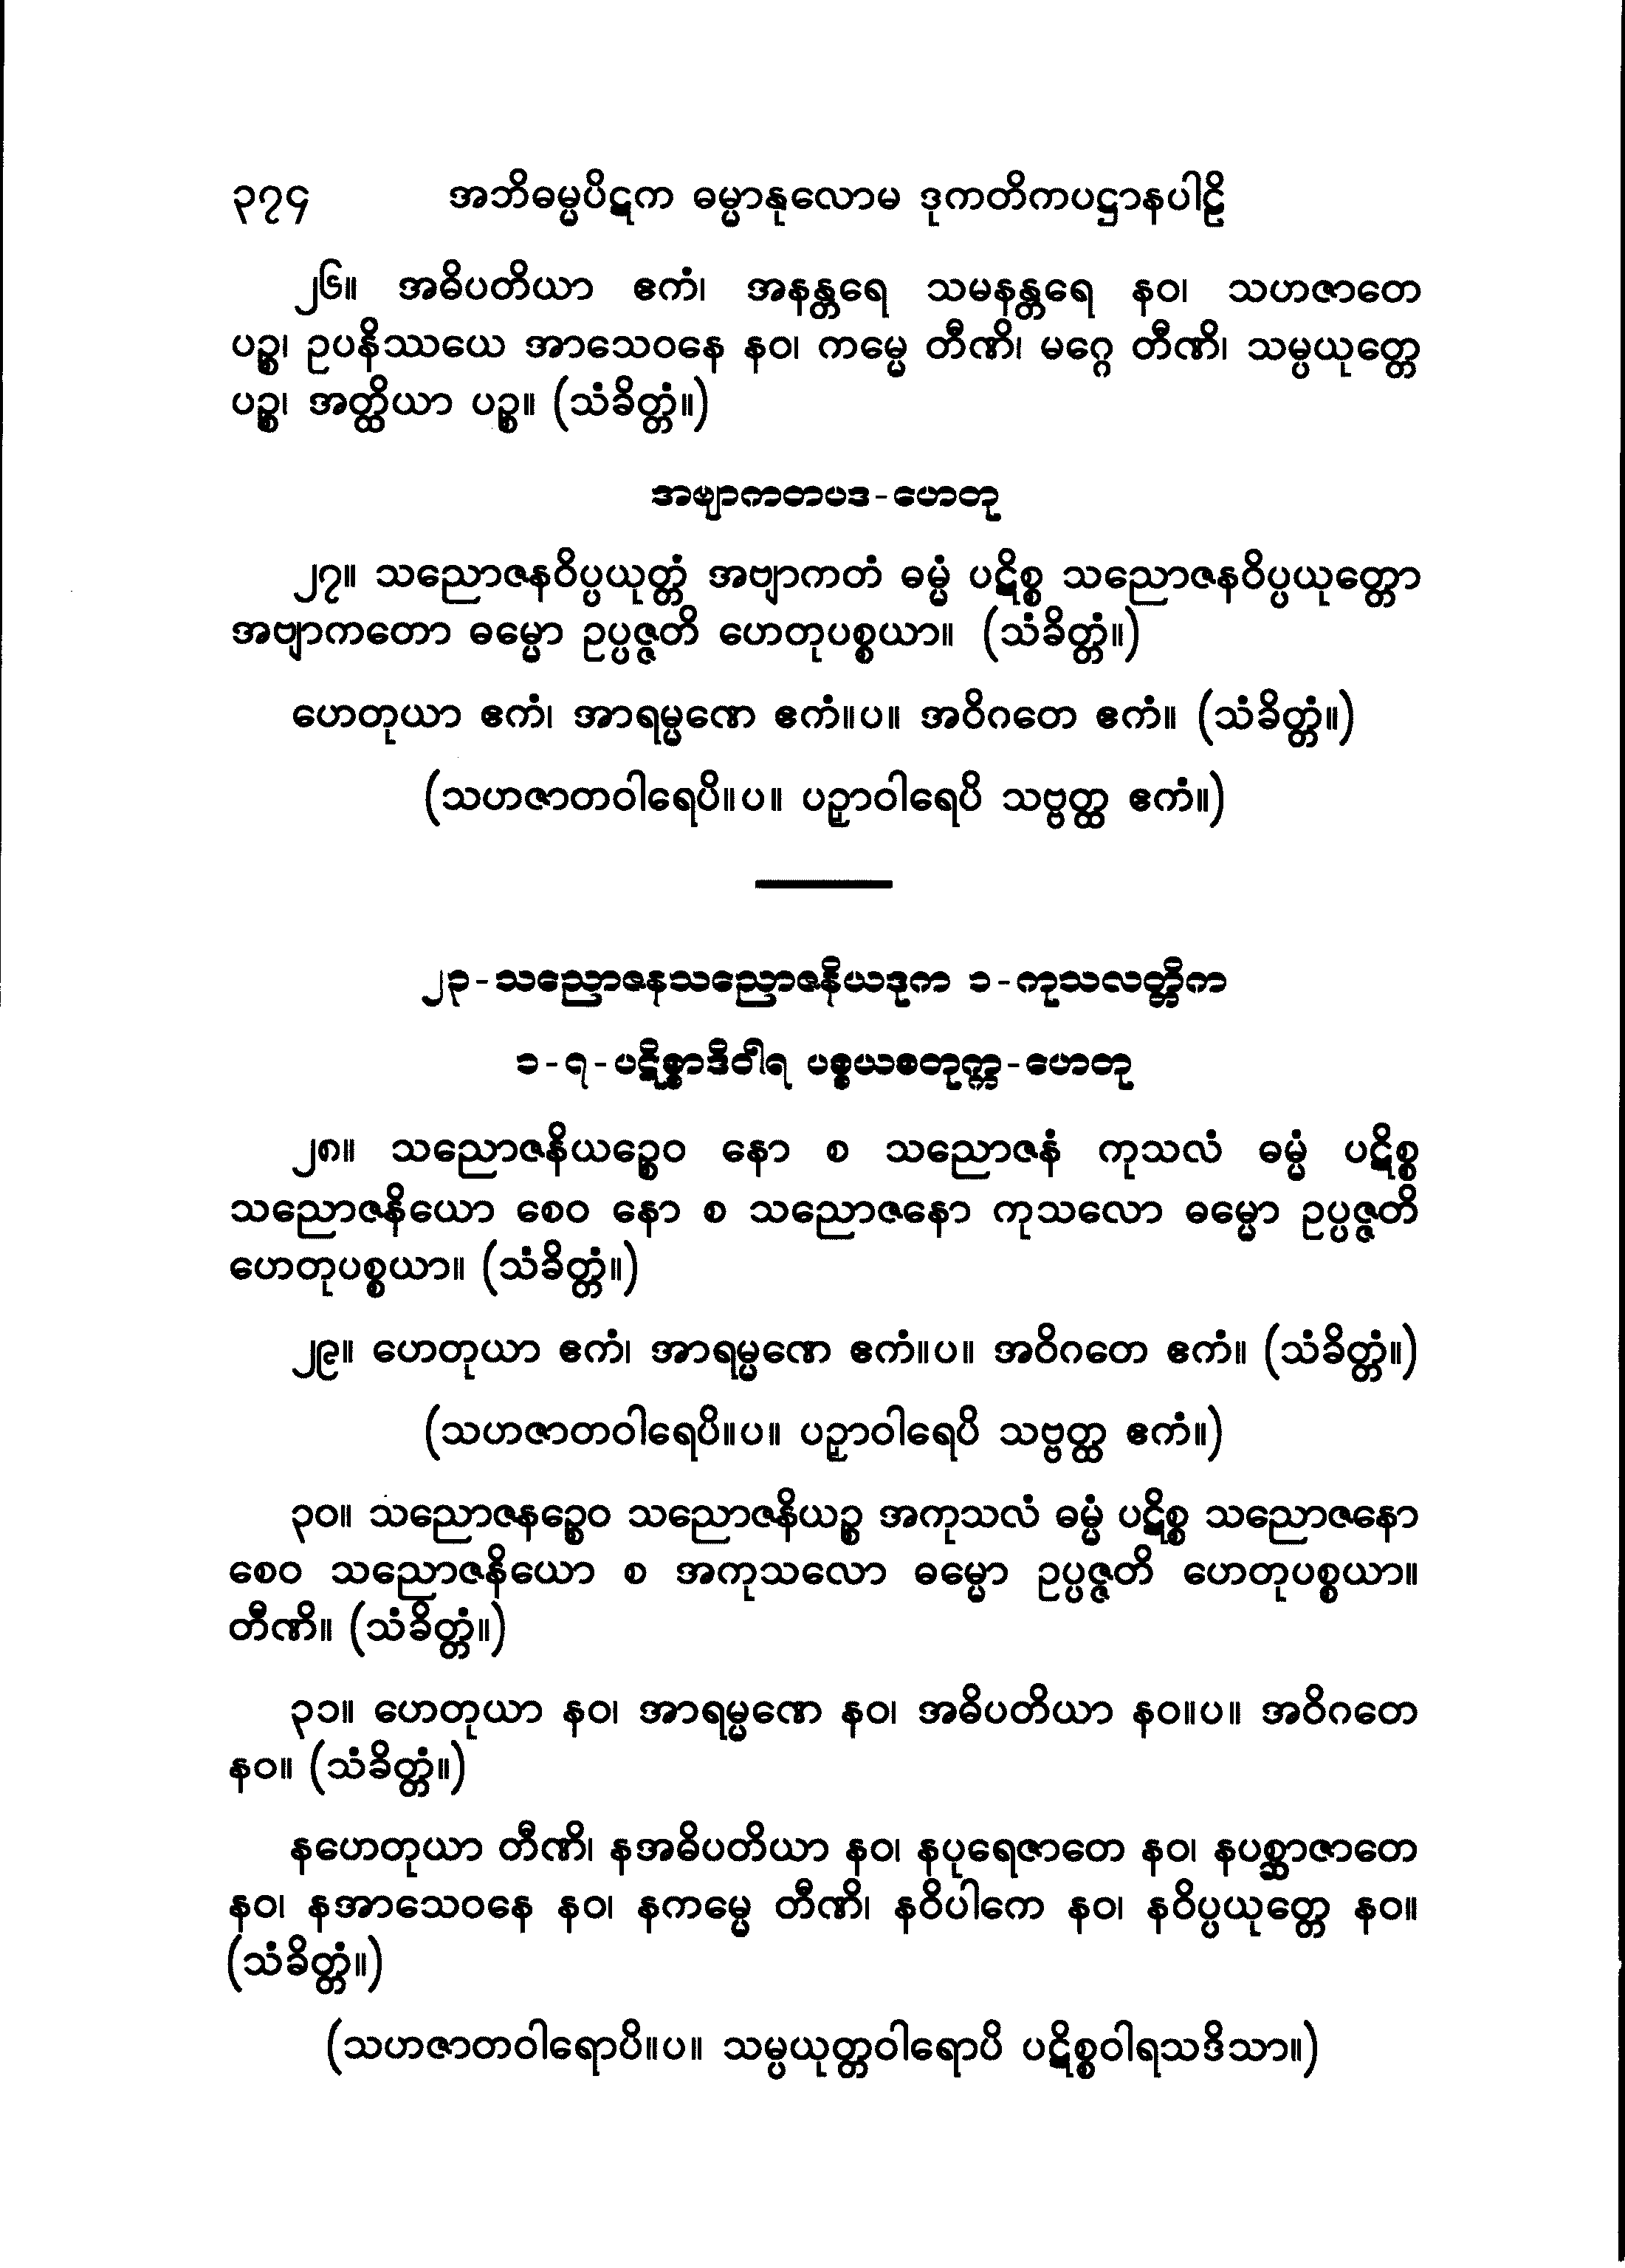 ၃၇၄ အဘိဓမ္မပိဋက ဓမ္မာနုလောမ ဒုကတိကပဋ္ဌာနပါဠိ
၂၆။ အဓိပတိယာ ဧကံ၊ အနန္တရေ သမနန္တရေ နဝ၊ သဟဇာတေ
ပဉ္စ၊ ဥပနိဿယေ အာသေဝနေ နဝ၊ ကမ္မေ တီဏိ၊ မဂ္ဂေ တီဏိ၊ သမ္ပယုတ္တေ
ပဉ္စ၊ အတ္ထိယာ ပဉ္စ။ (သံခိတ္တံ။)
အဗျာကတပဒ-ဟေတု
၂၇။ သညောဇနဝိပ္ပယုတ္တံ အဗျာကတံ ဓမ္မံ ပဋိစ္စ သညောဇနဝိပ္ပယုတ္တော
အဗျာကတော ဓမ္မော ဥပ္ပဇ္ဇတိ ဟေတုပစ္စယာ။ (သံခိတ္တံ။)
ဟေတုယာ ဧကံ၊ အာရမ္မဏေ ဧကံ။ပ။ အဝိဂတေ ဧကံ။ (သံခိတ္တံ။)
(သဟဇာတဝါရေပိ။ပ။ ပဉှာဝါရေပိ သဗ္ဗတ္ထ ဧကံ။)
၂၃-သညောဇနသညောဇနိယဒုက ၁-ကုသလတ္တိက
၁-၇-ပဋိစ္စာဒိဝါရ ပစ္စယစတုက္က-ဟေတု
၂၈။ သညောဇနိယဉ္စေဝ နော စ သညောဇနံ ကုသလံ ဓမ္မံ ပဋိစ္စ
သညောဇနိယော စေဝ နော စ သညောဇနော ကုသလော ဓမ္မော ဥပ္ပဇ္ဇတိ
ဟေတုပစ္စယာ။ (သံခိတ္တံ။)
၂၉။ ဟေတုယာ ဧကံ၊ အာရမ္မဏေ ဧကံ။ပ။ အဝိဂတေ ဧကံ။ (သံခိတ္တံ။)
(သဟဇာတဝါရေပိ။ပ။ ပဉှာဝါရေပိ သဗ္ဗတ္ထ ဧကံ။)
၃၀။ သညောဇနဉ္စေဝ သညောဇနိယဉ္စ အကုသလံ ဓမ္မံ ပဋိစ္စ သညောဇနော
စေဝ သညောဇနိယော စ အကုသလော ဓမ္မော ဥပ္ပဇ္ဇတိ ဟေတုပစ္စယာ။
တီဏိ။ (သံခိတ္တံ။)
၃၁။ ဟေတုယာ နဝ၊ အာရမ္မဏေ နဝ၊ အဓိပတိယာ နဝ။ပ။ အဝိဂတေ
နဝ။ (သံခိတ္တံ။)
နဟေတုယာ တီဏိ၊ နအဓိပတိယာ နဝ၊ နပုရေဇာတေ နဝ၊ နပစ္ဆာဇာတေ
နဝ၊ နအာသေဝနေ နဝ၊ နကမ္မေ တီဏိ၊ နဝိပါကေ နဝ၊ နဝိပ္ပယုတ္တေ နဝ။
(သံခိတ္တံ။)
(သဟဇာတဝါရောပိ။ပ။ သမ္ပယုတ္တဝါရောပိ ပဋိစ္စဝါရသဒိသာ။)